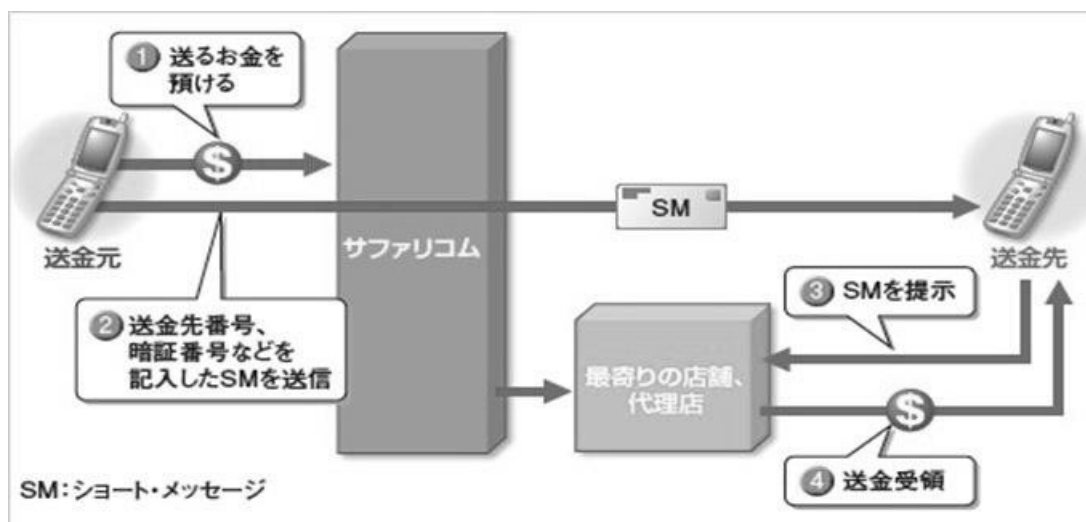 ① 送るお金を
預ける
$
SM
サファリコム
送金元
送金先
② 送金先番号、
暗証番号などを
記入したSMを送信
③ SMを提示
最寄りの店舗、
代理店
$
④ 送金受領
SM：ショート・メッセージ